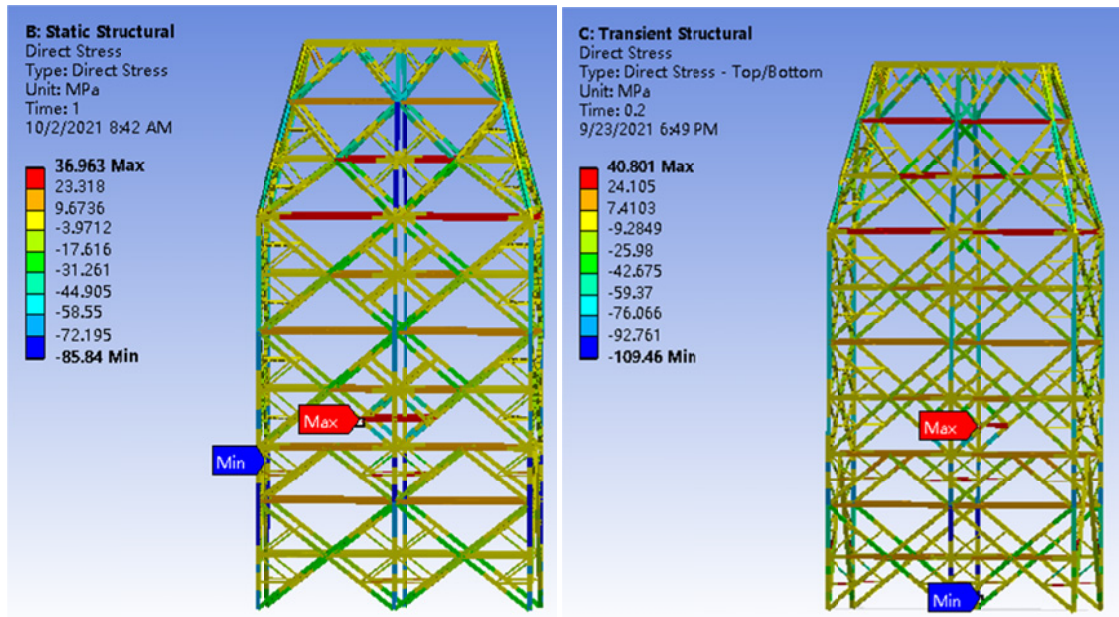 B: Static Structural
Direct Stress
Type: Direct Stress
Unit: MPa
Time: 1
10/2/2021 8:42 AM
36.963 Max
23.318
9.6736
-3.9712
-17.616
-31.261
-44.905
-58.55
-72.195
-85.84 Min
Max
Min
C: Transient Structural
Direct Stress
Type: Direct Stress - Top/Bottom
Unit: MPa
Time: 0.2
9/23/2021 6:49 PM
40.801 Max
24.105
7.4103
-9.2849
-25.98
-42.675
-59.37
-76.066
-92.761
-109.46 Min
Max
Min